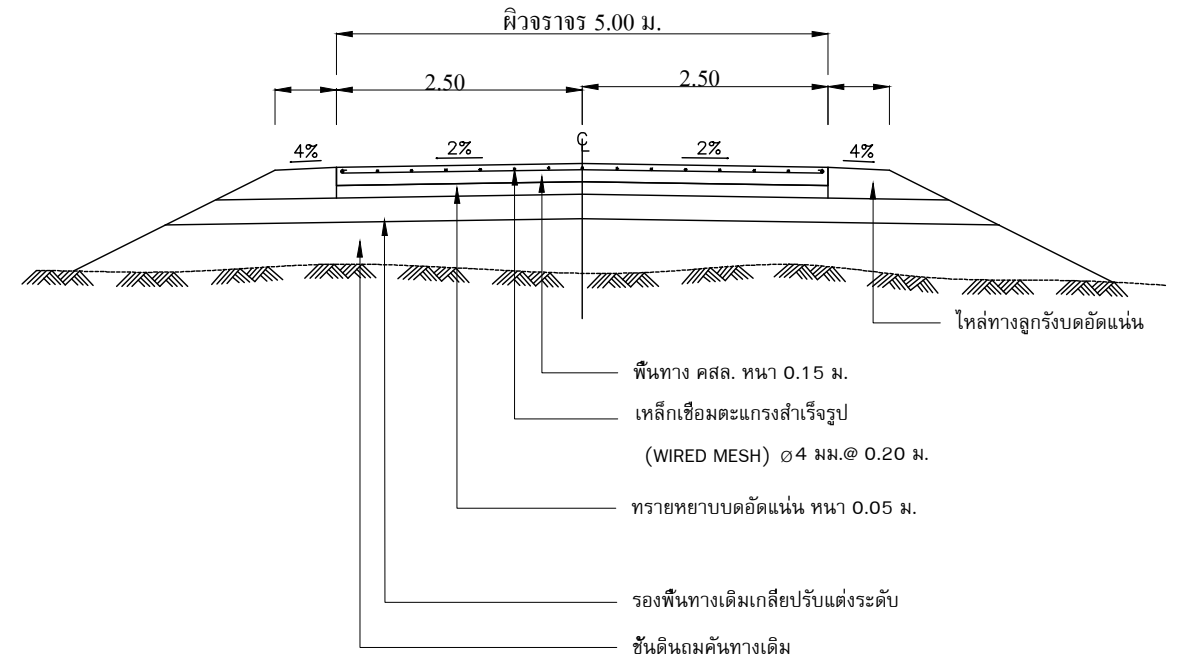 ผิวจราจร 5.00 ม.
2.50 2.50
4% 2% ℄ 2% 4%
ไหล่ทางลูกรังบดอัดแน่น
พื้นทาง คสล. หนา 0.15 ม.
เหล็กเชื่อมตะแกรงสำเร็จรูป
(WIRED MESH) ⌀4 มม.@ 0.20 ม.
ทรายหยาบบดอัดแน่น หนา 0.05 ม.
รองพื้นทางเดิมเกลี่ยปรับแต่งระดับ
ชั้นดินถมคันทางเดิม